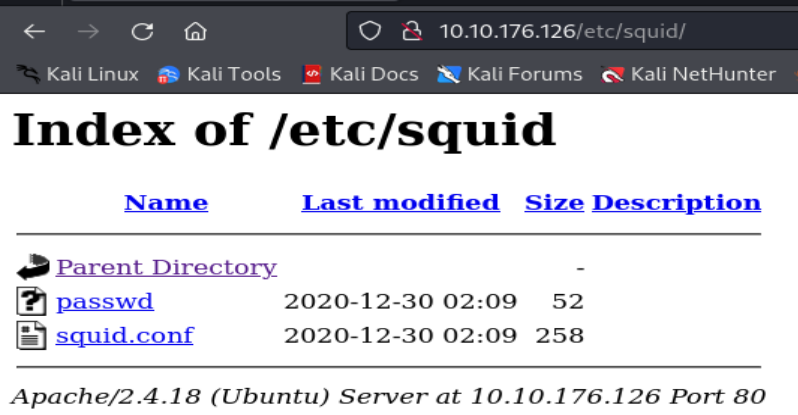 10.10.176.126/etc/squid/
Kali Linux Kali Tools Kali Docs Kali Forums Kali NetHunter
Index of /etc/squid
Name Last modified Size Description
Parent Directory -
passwd 2020-12-30 02:09 52
squid.conf 2020-12-30 02:09 258
Apache/2.4.18 (Ubuntu) Server at 10.10.176.126 Port 80